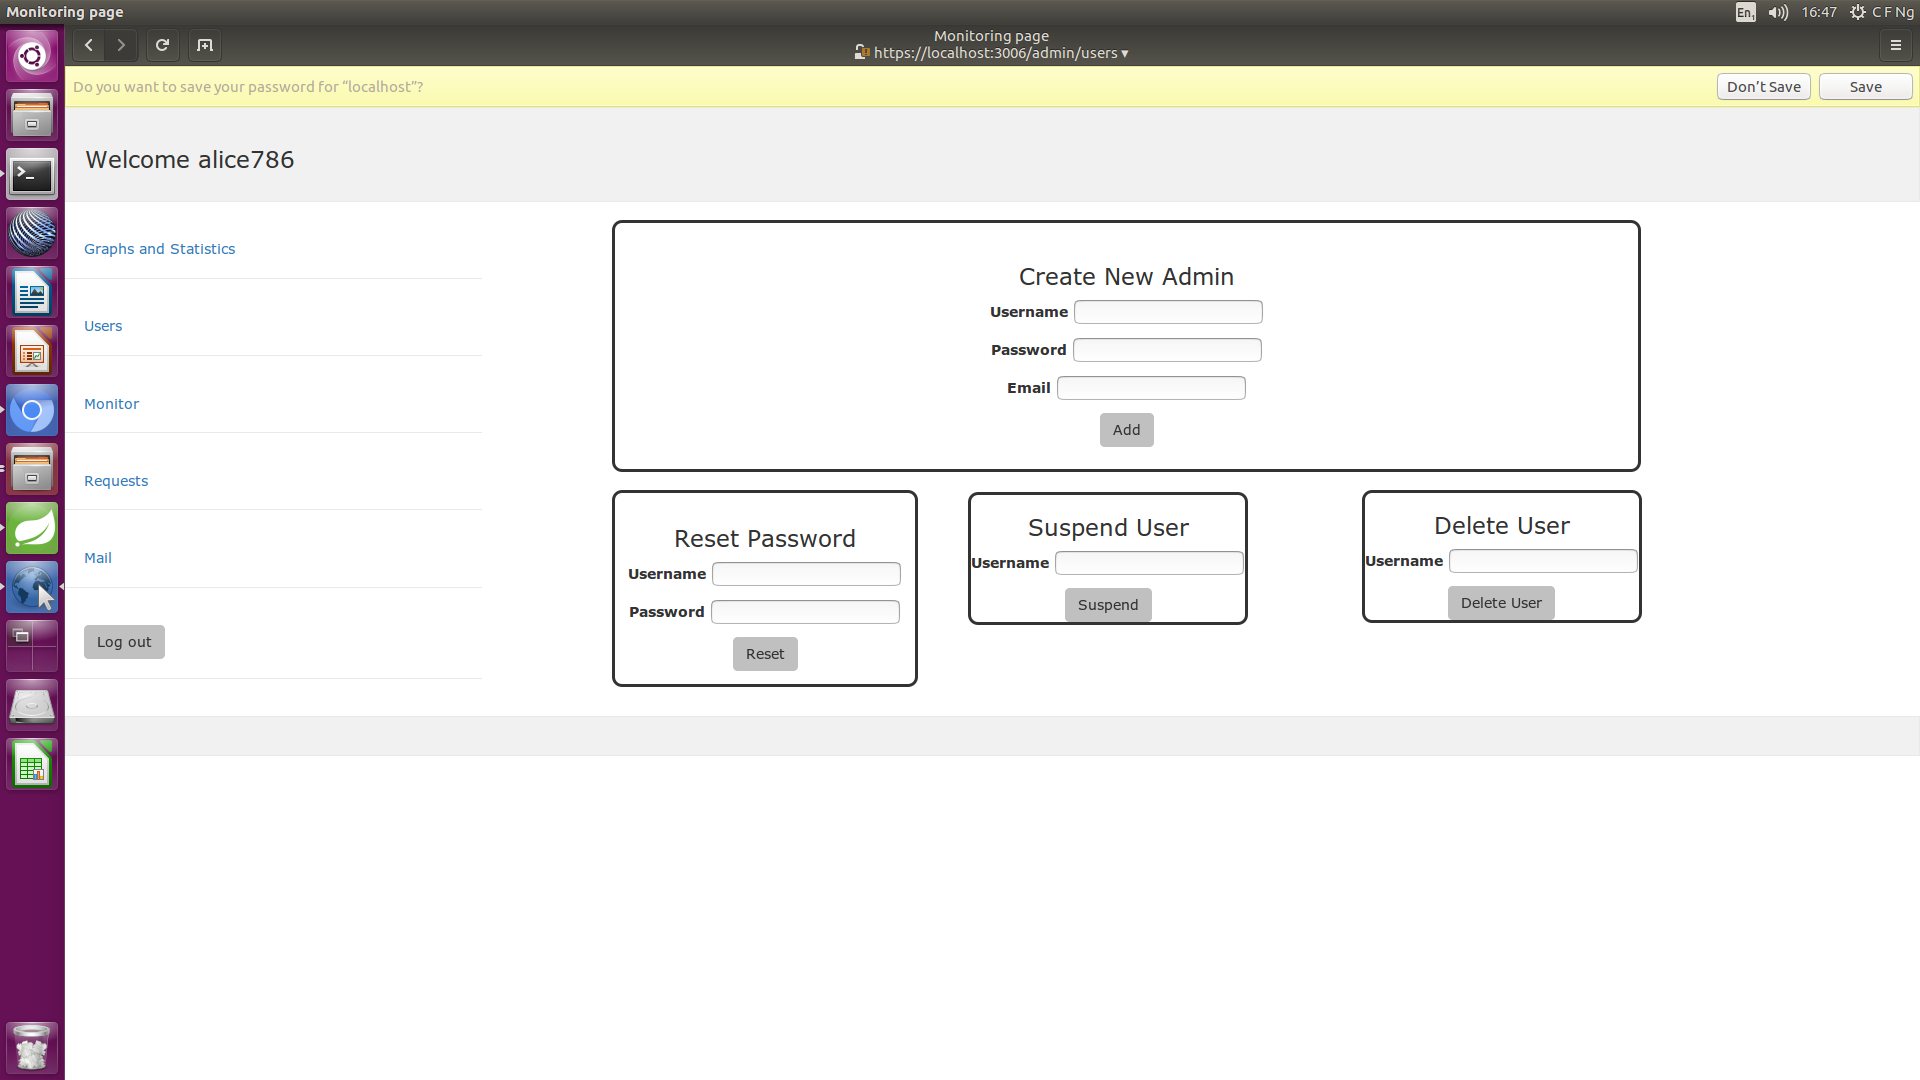 Monitoring page
En1
16:47
C F Ng
Monitoring page
https://localhost:3006/admin/users ▾
Do you want to save your password for “localhost”?
Don't Save
Save
Welcome alice786
Graphs and Statistics
Users
Monitor
Requests
Mail
Log out
Create New Admin
Username
Password
Email
Add
Reset Password
Username
Password
Reset
Suspend User
Username
Suspend
Delete User
Username
Delete User